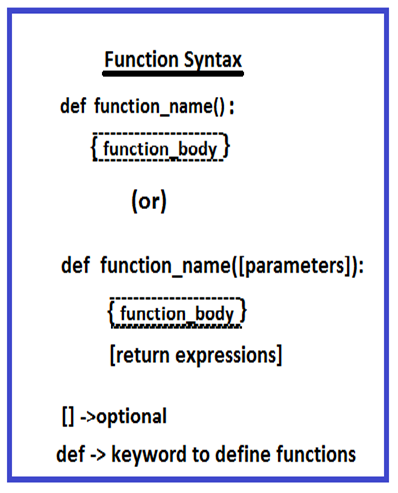 Function Syntax
def function_name() :
{ function_body }
(or)
def function_name([parameters]):
{ function_body }
[return expressions]
[] ->optional
def -> keyword to define functions